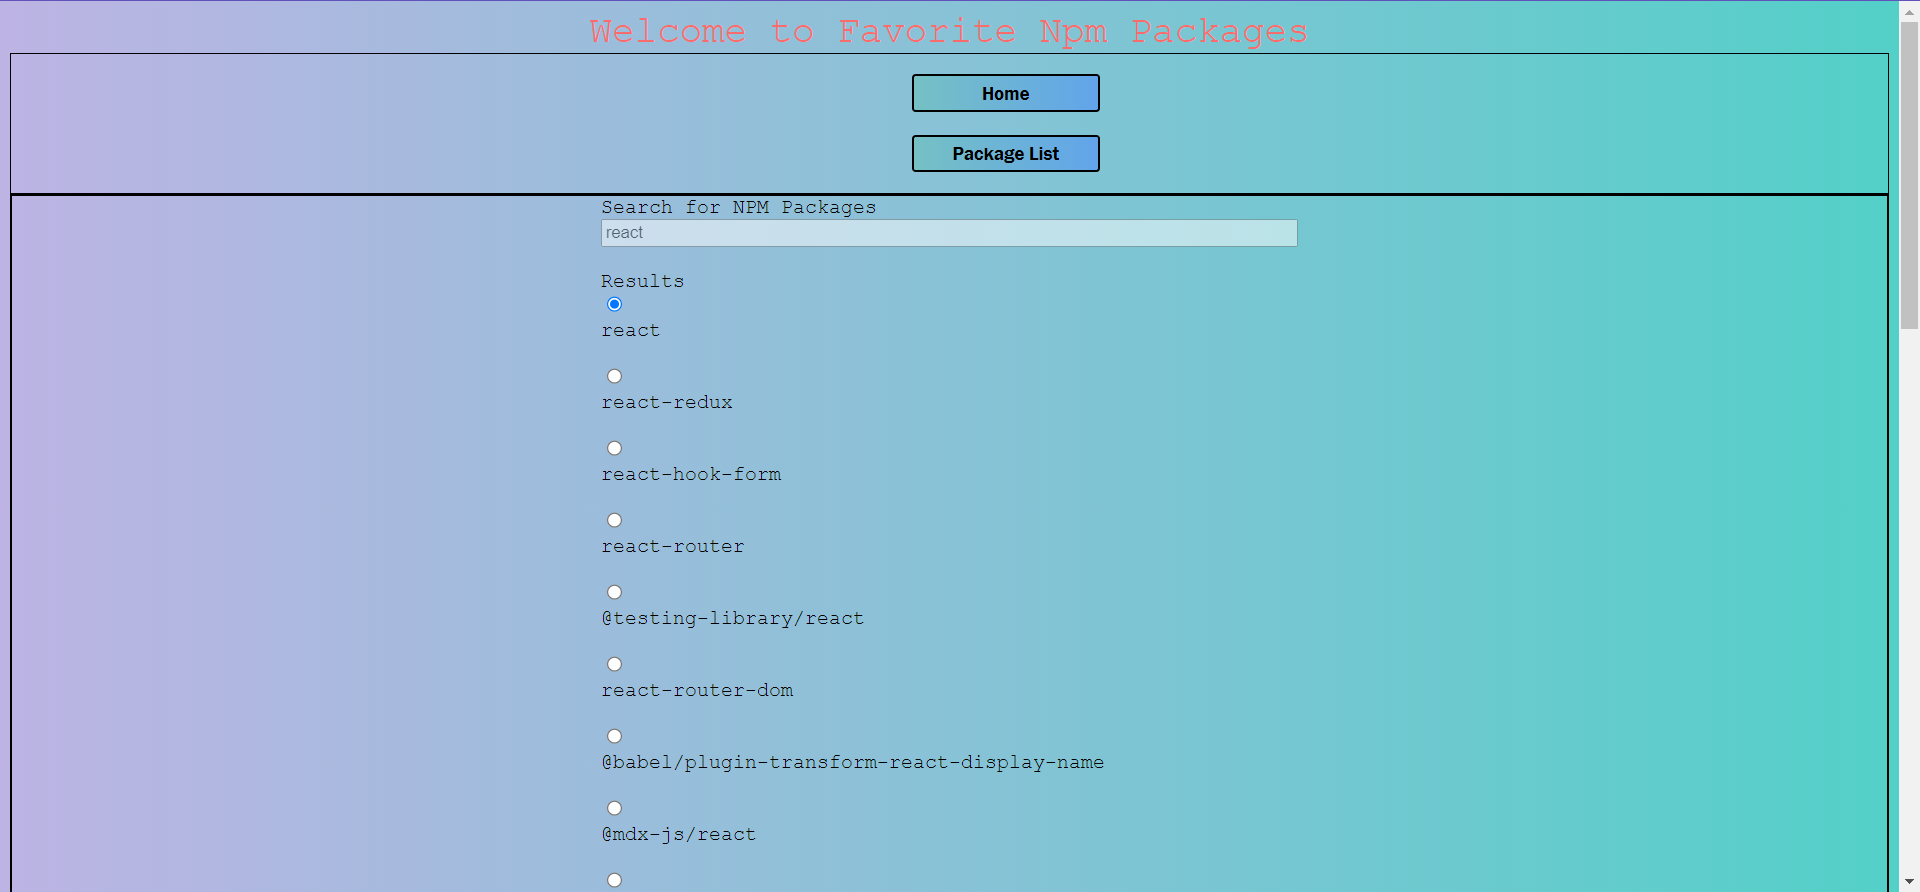 Welcome to Favorite Npm Packages
Home
Package List
Search for NPM Packages
react
Results
react
react-redux
react-hook-form
react-router
@testing-library/react
react-router-dom
@babel/plugin-transform-react-display-name
@mdx-js/react